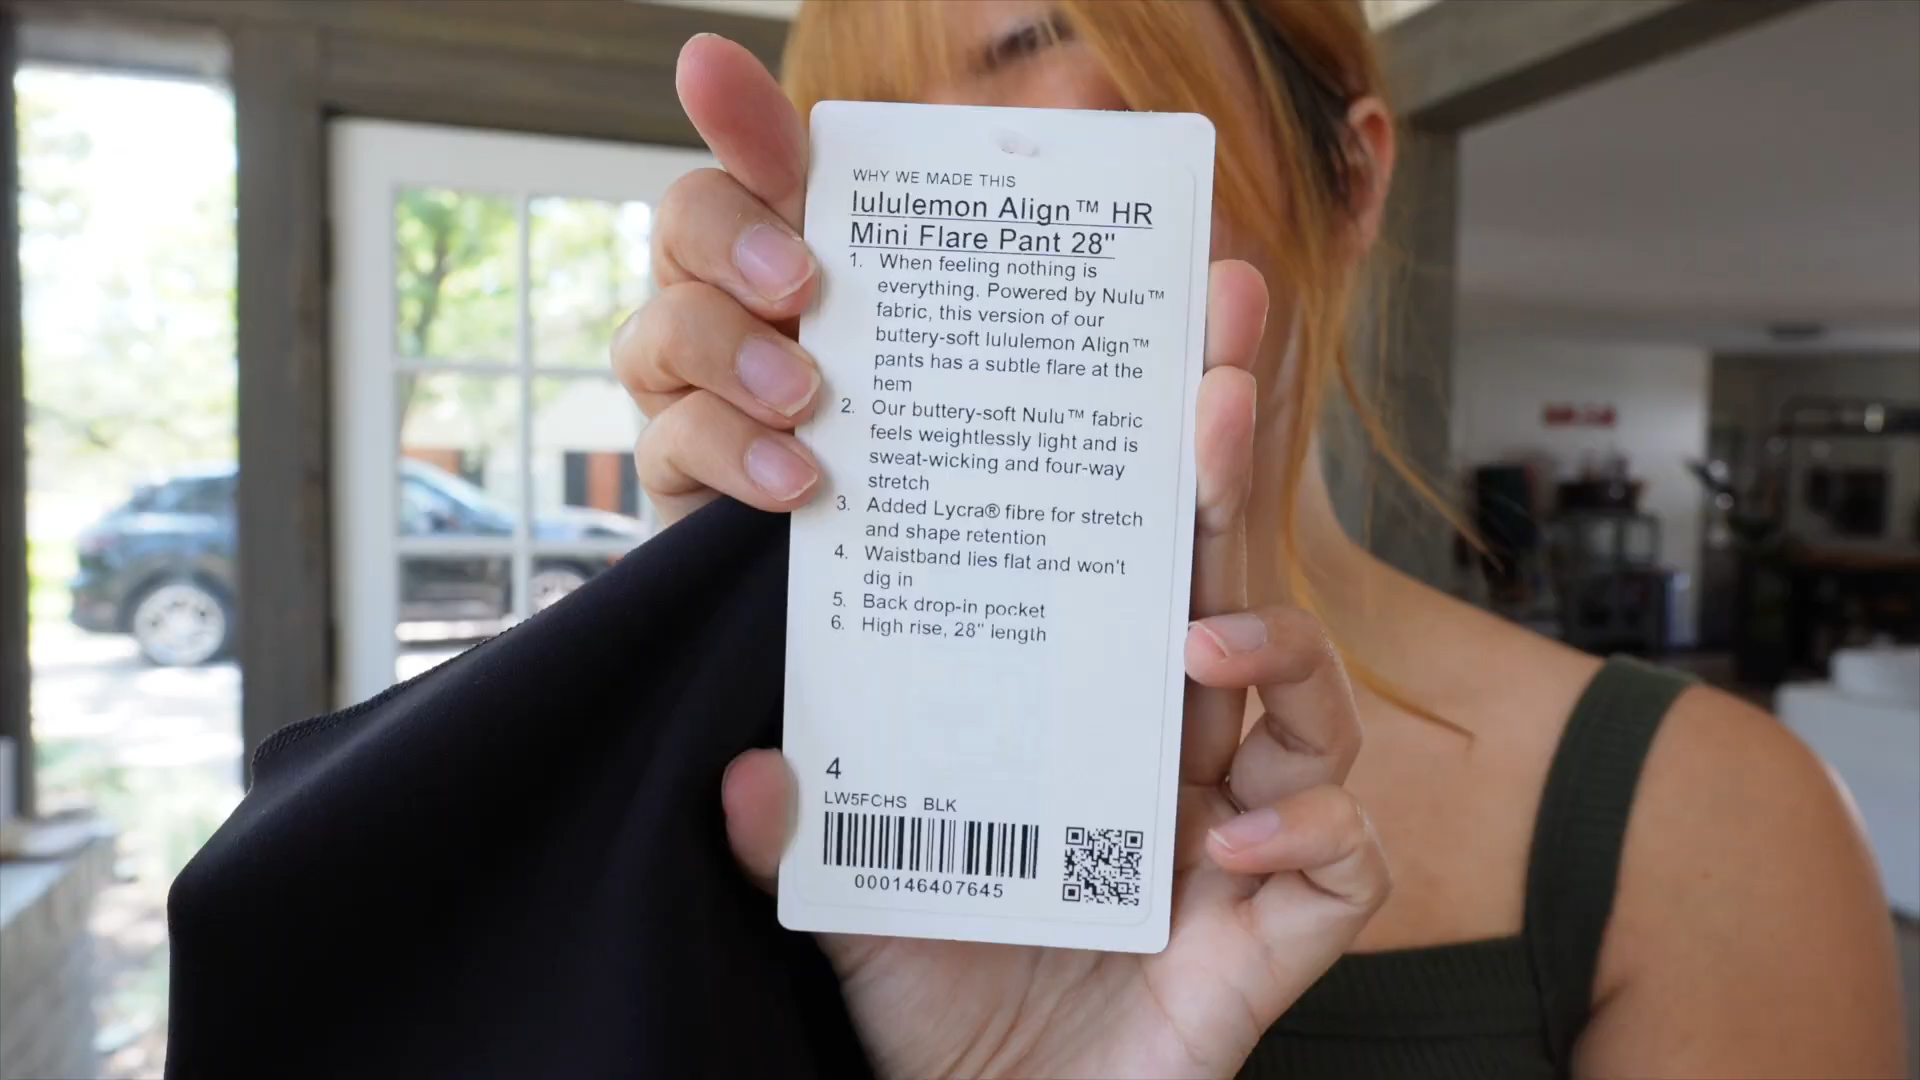 WHY WE MADE THIS
lululemon Align™ HR
Mini Flare Pant 28"
1. When feeling nothing is
everything. Powered by Nulu™
fabric, this version of our
buttery-soft lululemon Align™
pants has a subtle flare at the
hem
2. Our buttery-soft Nulu™ fabric
feels weightlessly light and is
sweat-wicking and four-way
stretch
3. Added Lycra® fibre for stretch
and shape retention
4. Waistband lies flat and won't
dig in
5. Back drop-in pocket
6. High rise, 28" length
4
LW5FCHS BLK
000146407645